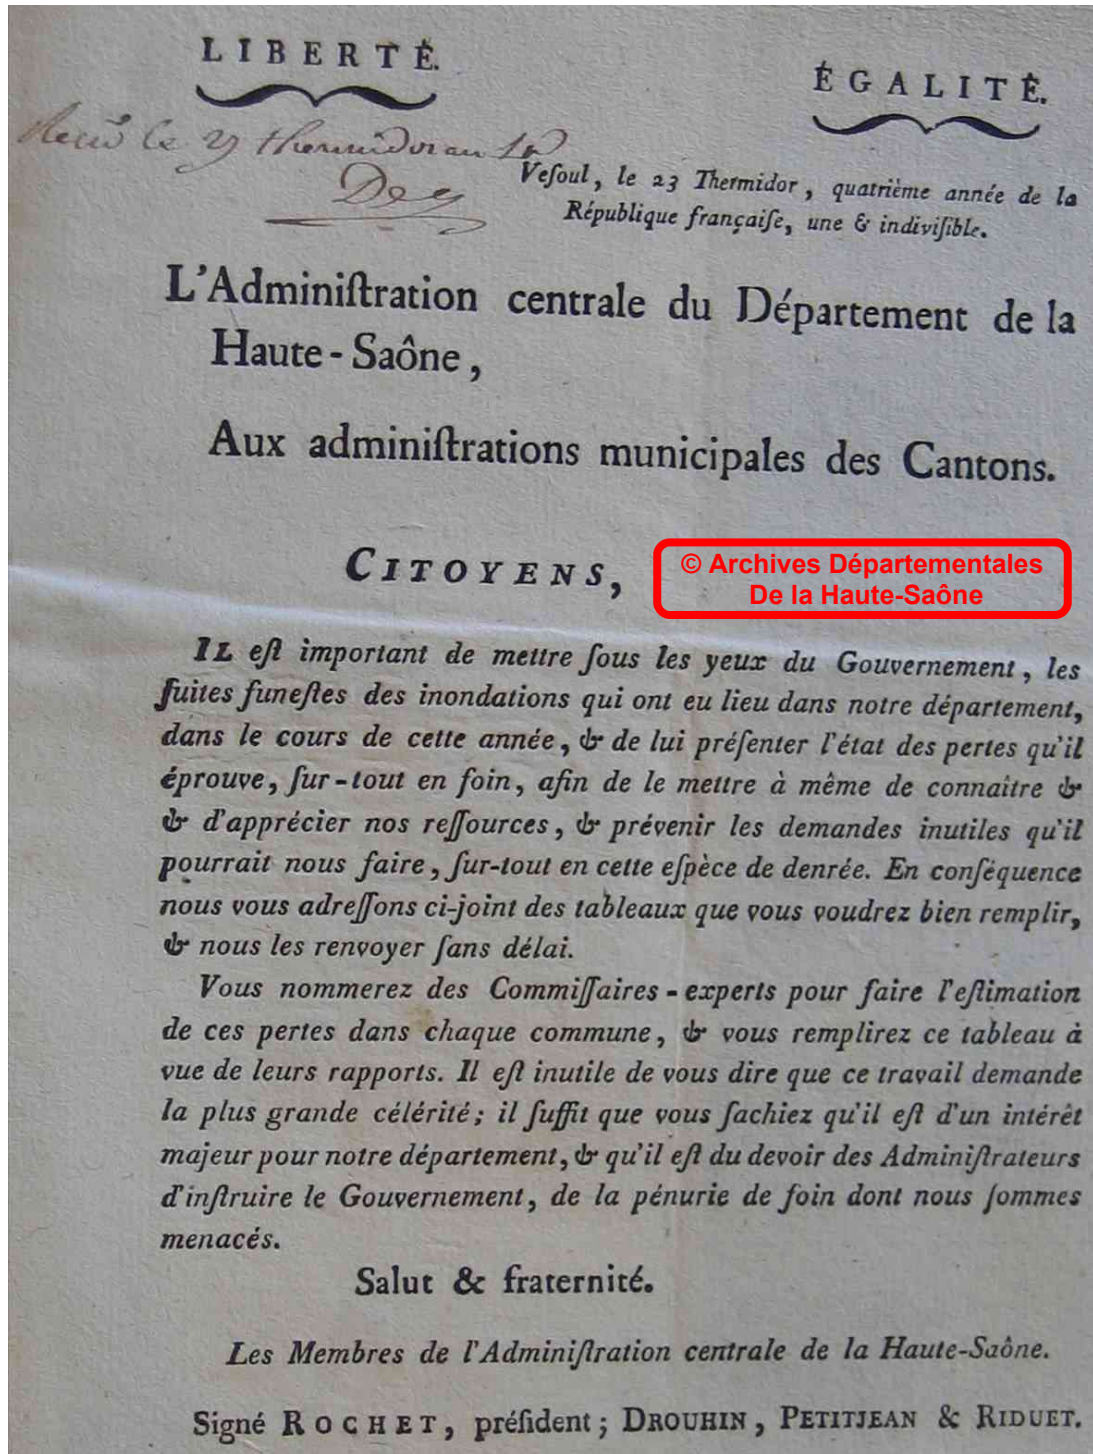 LIBERTÉ.
ÉGALITÉ.
Reçu le 27 thermidor an 4e
Dey
Veſoul, le 23 Thermidor, quatrième année de la
République françaiſe, une & indiviſible.
L'Adminiſtration centrale du Département de la
Haute-Saône,
Aux adminiſtrations municipales des Cantons.
CITOYENS,
© Archives Départementales
De la Haute-Saône
IL eſt important de mettre ſous les yeux du Gouvernement, les
ſuites funeſtes des inondations qui ont eu lieu dans notre département,
dans le cours de cette année, & de lui préſenter l'état des pertes qu'il
éprouve, ſur-tout en foin, afin de le mettre à même de connaître &
& d'apprécier nos reſſources, & prévenir les demandes inutiles qu'il
pourrait nous faire, ſur-tout en cette eſpèce de denrée. En conſéquence
nous vous adreſſons ci-joint des tableaux que vous voudrez bien remplir,
& nous les renvoyer ſans délai.
Vous nommerez des Commiſſaires-experts pour faire l'eſtimation
de ces pertes dans chaque commune, & vous remplirez ce tableau à
vue de leurs rapports. Il eſt inutile de vous dire que ce travail demande
la plus grande célérité; il ſuffit que vous ſachiez qu'il eſt d'un intérêt
majeur pour notre département, & qu'il eſt du devoir des Adminiſtrateurs
d'inſtruire le Gouvernement, de la pénurie de foin dont nous ſommes
menacés.
Salut & fraternité.
Les Membres de l'Adminiſtration centrale de la Haute-Saône.
Signé ROCHET, préſident; DROUHIN, PETITJEAN & RIDUET.